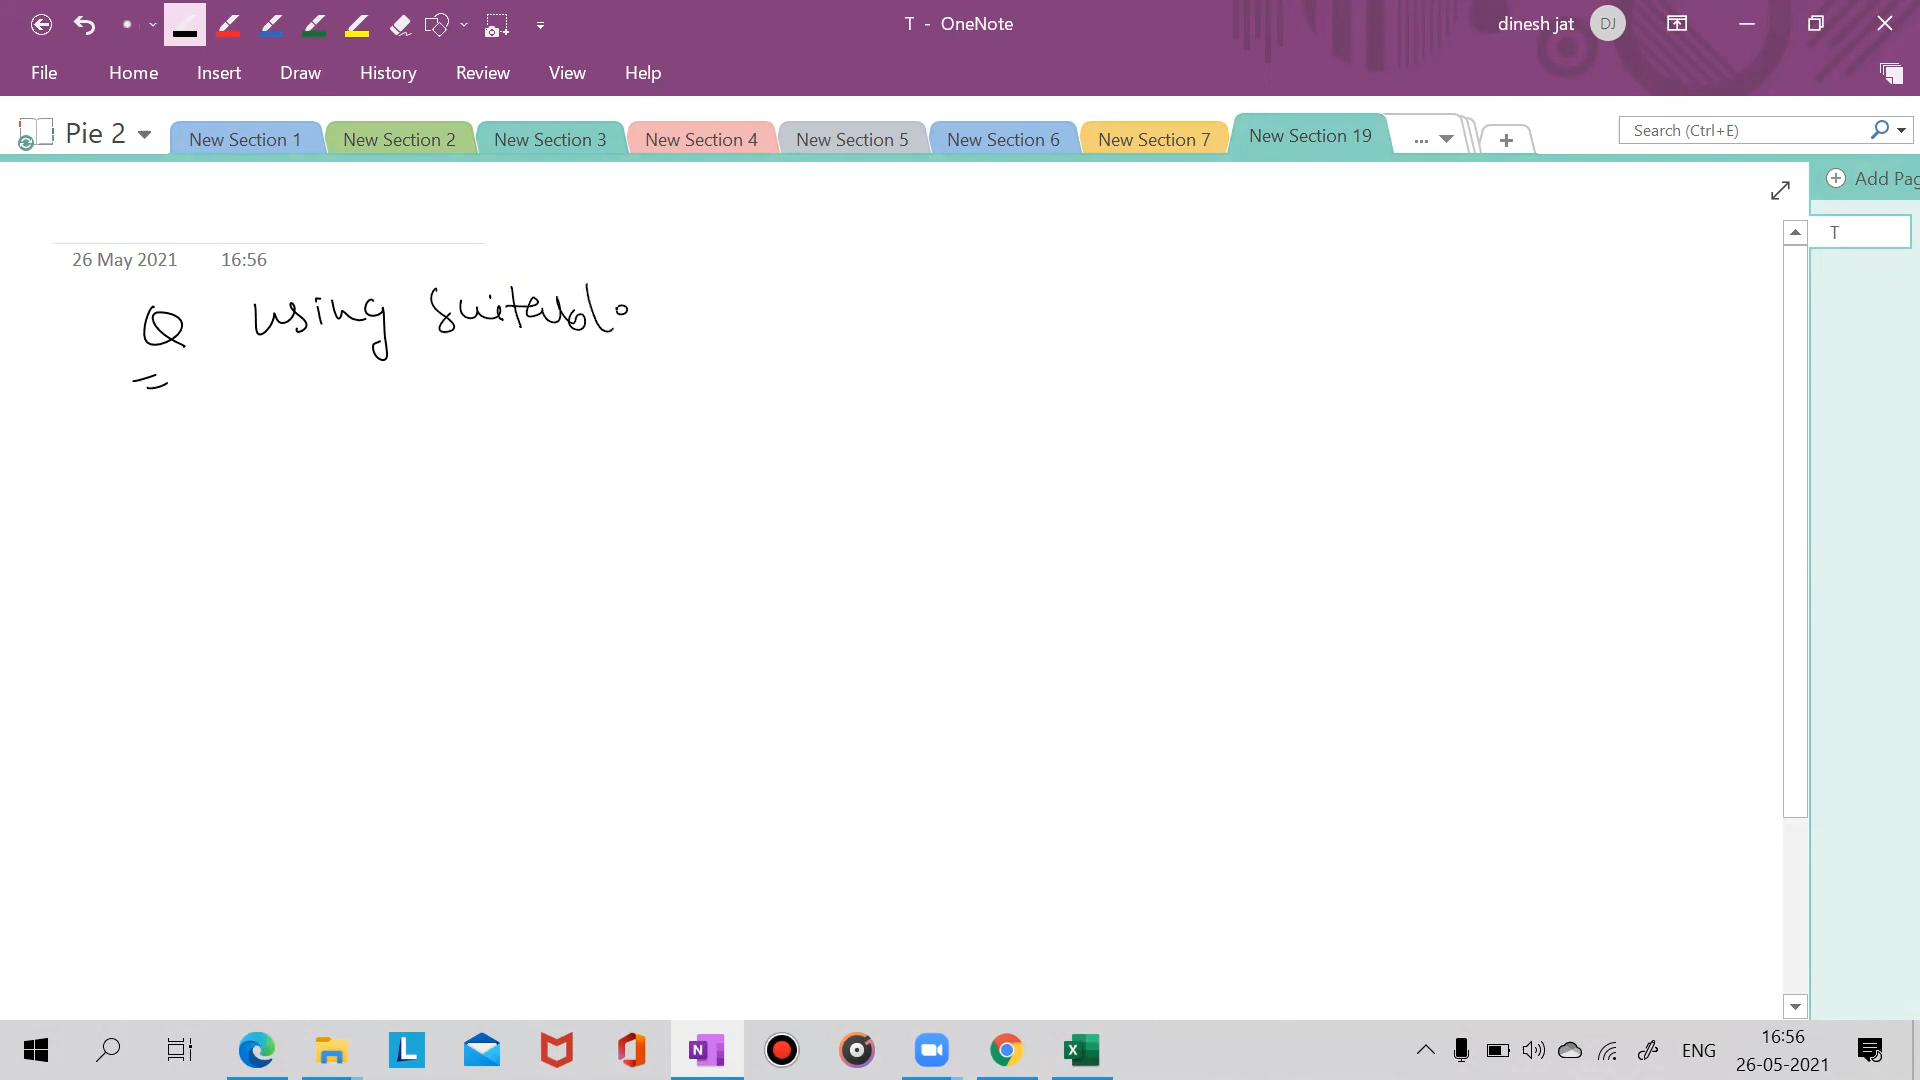 T - OneNote
dinesh jat DJ
File Home Insert Draw History Review View Help
Pie 2 New Section 1 New Section 2 New Section 3 New Section 4 New Section 5 New Section 6 New Section 7 New Section 19 ... + Search (Ctrl+E)
+ Add Pag
T
26 May 2021 16:56
Q using suitable
L N X
ENG 16:56
26-05-2021